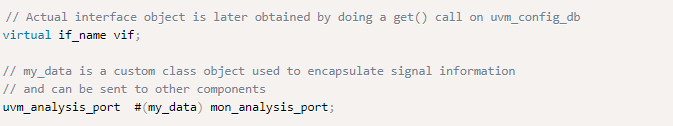 // Actual interface object is later obtained by doing a get() call on uvm_config_db
virtual if_name vif;
// my_data is a custom class object used to encapsulate signal information
// and can be sent to other components
uvm_analysis_port  #(my_data) mon_analysis_port;